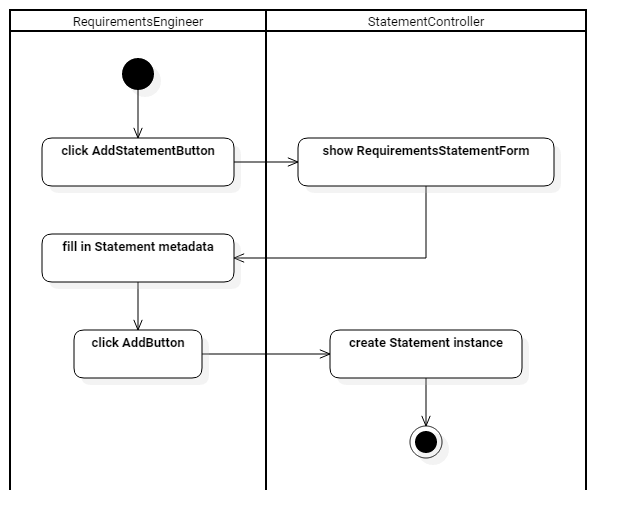 RequirementsEngineer
StatementController
click AddStatementButton
show RequirementsStatementForm
fill in Statement metadata
click AddButton
create Statement instance